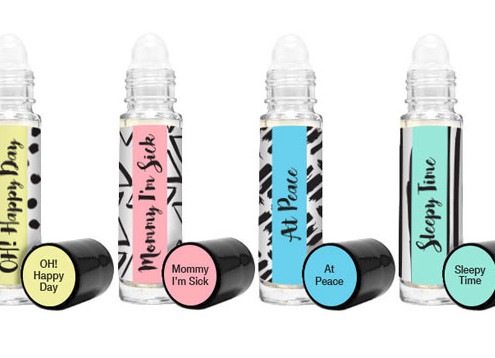 OH! Happy Day
Mommy I'm Sick
At Peace
Sleepy Time
OH!
Happy
Day
Mommy
I'm Sick
At
Peace
Sleepy
Time